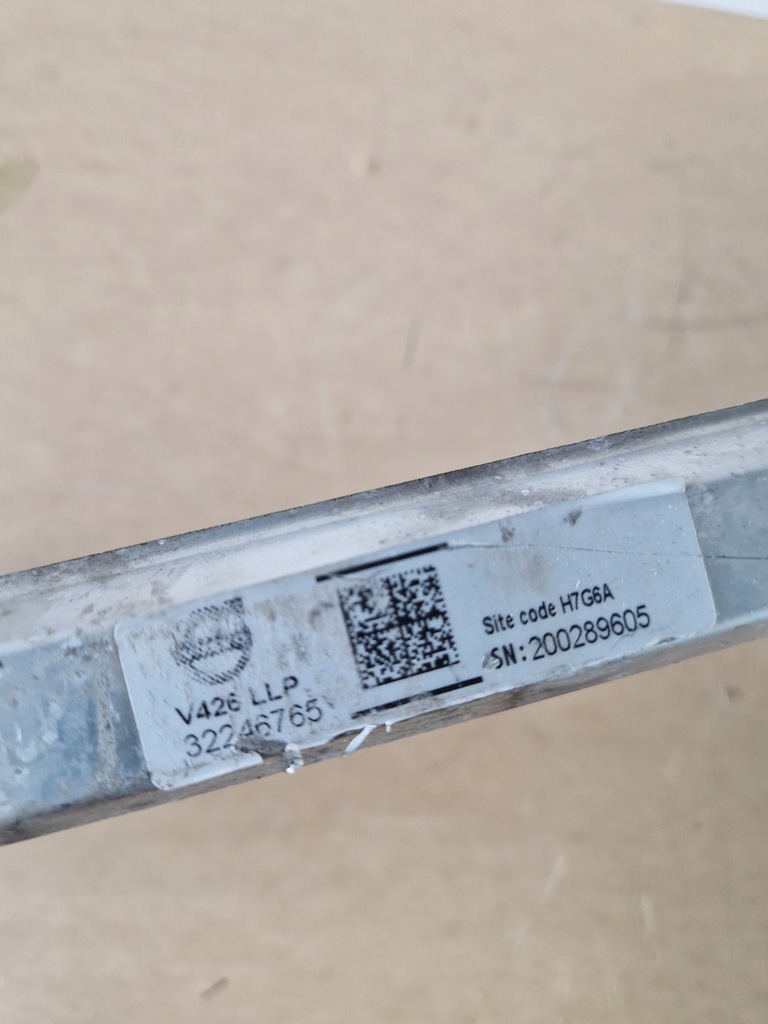 V426 LLP
32246765
Site code H7G6A
SN:200289605